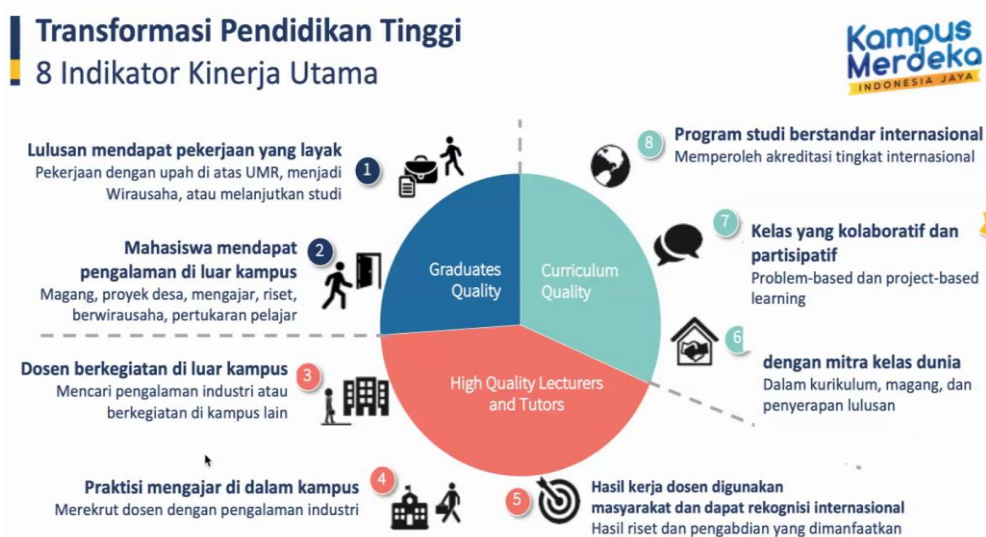 Transformasi Pendidikan Tinggi
8 Indikator Kinerja Utama
Kampus
Merdeka
INDONESIA JAYA
Lulusan mendapat pekerjaan yang layak
Pekerjaan dengan upah di atas UMR, menjadi
Wirausaha, atau melanjutkan studi
1
Mahasiswa mendapat
pengalaman di luar kampus
Magang, proyek desa, mengajar, riset,
berwirausaha, pertukaran pelajar
2
Dosen berkegiatan di luar kampus
Mencari pengalaman industri atau
berkegiatan di kampus lain
3
Praktisi mengajar di dalam kampus
Merekrut dosen dengan pengalaman industri
4
Graduates
Quality
Curriculum
Quality
High Quality Lecturers
and Tutors
8
Program studi berstandar internasional
Memperoleh akreditasi tingkat internasional
7
Kelas yang kolaboratif dan
partisipatif
Problem-based dan project-based
learning
6
dengan mitra kelas dunia
Dalam kurikulum, magang, dan
penyerapan lulusan
5
Hasil kerja dosen digunakan
masyarakat dan dapat rekognisi internasional
Hasil riset dan pengabdian yang dimanfaatkan